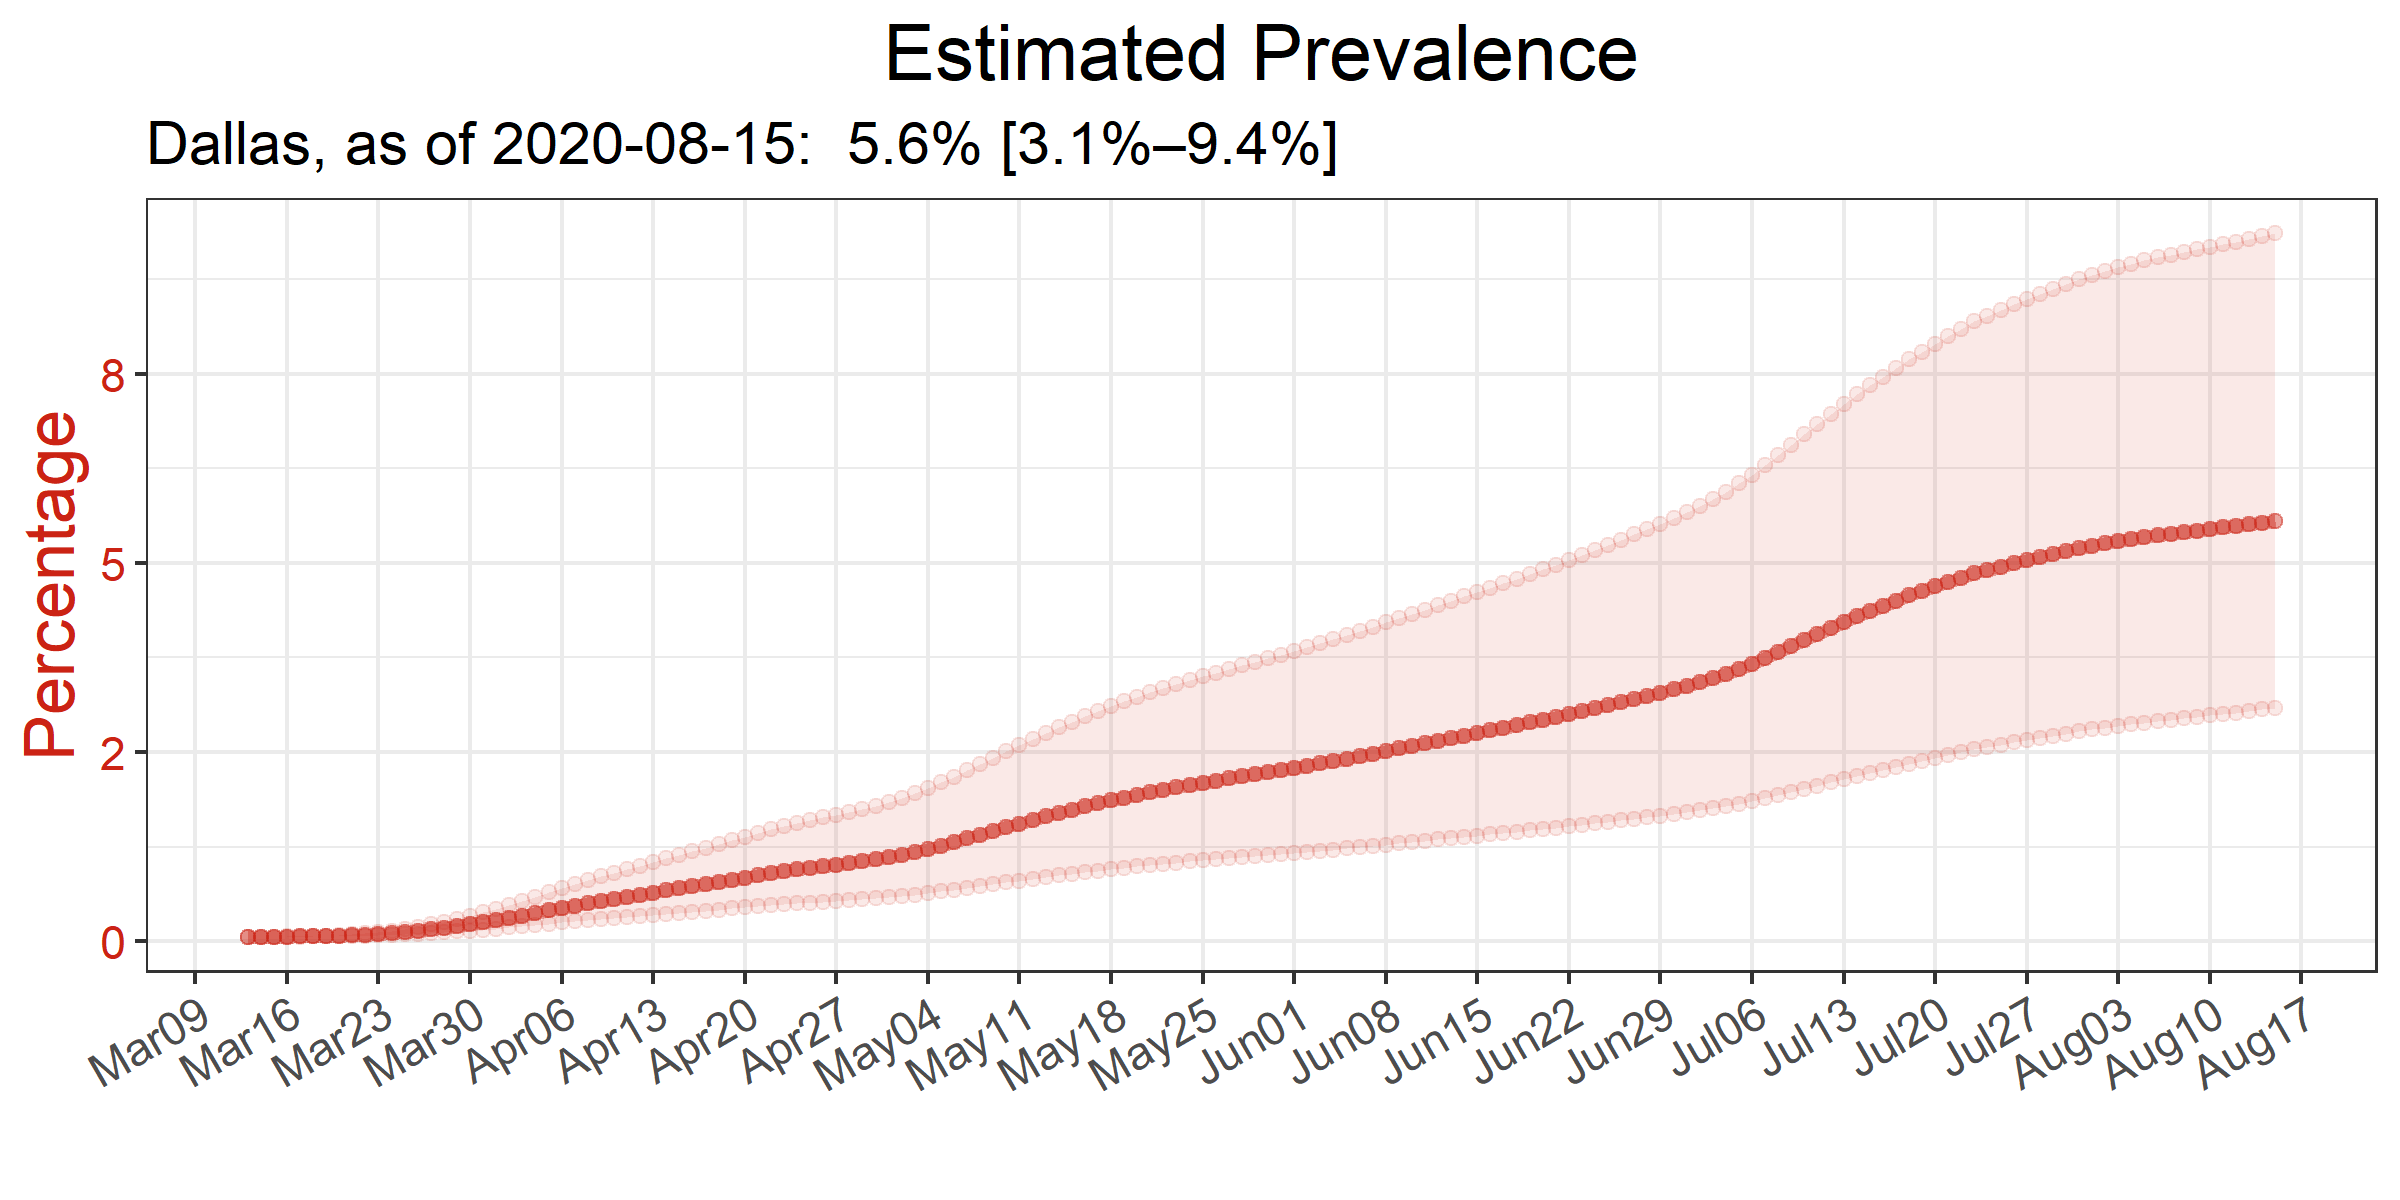 Estimated Prevalence
Dallas, as of 2020-08-15:  5.6% [3.1%–9.4%]
Percentage
8
5
2
0
Mar09
Mar16
Mar23
Mar30
Apr06
Apr13
Apr20
Apr27
May04
May11
May18
May25
Jun01
Jun08
Jun15
Jun22
Jun29
Jul06
Jul13
Jul20
Jul27
Aug03
Aug10
Aug17